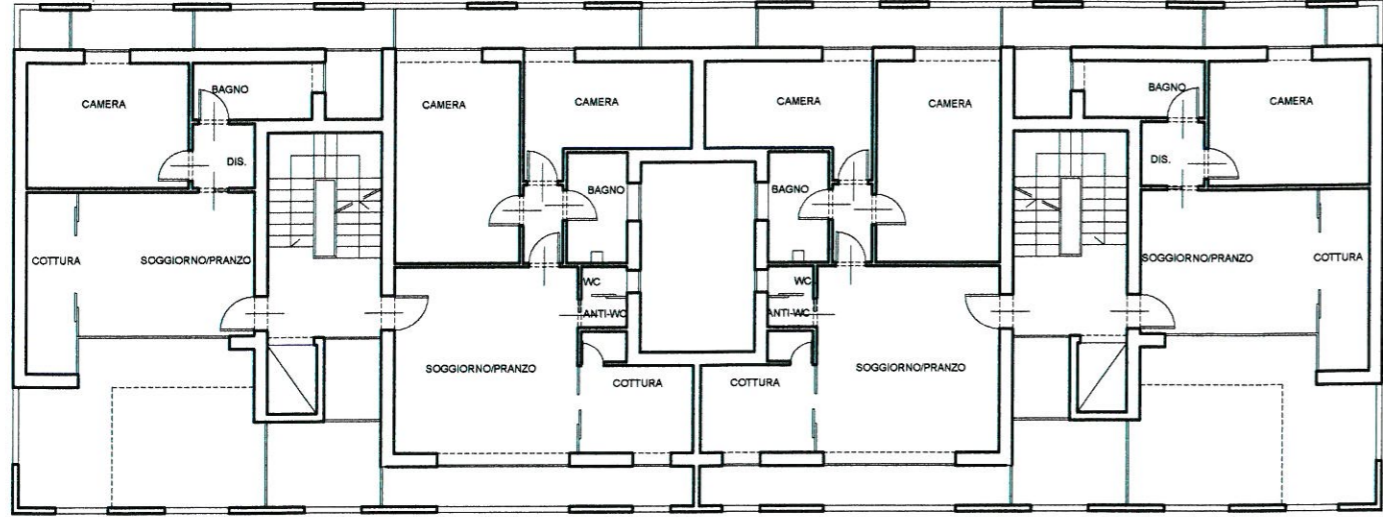 BAGNO
BAGNO
CAMERA
CAMERA
CAMERA
CAMERA
CAMERA
CAMERA
DIS.
DIS.
BAGNO
BAGNO
COTTURA
SOGGIORNO/PRANZO
SOGGIORNO/PRANZO
COTTURA
WC
WC
ANTI-WC
ANTI-WC
SOGGIORNO/PRANZO
COTTURA
COTTURA
SOGGIORNO/PRANZO